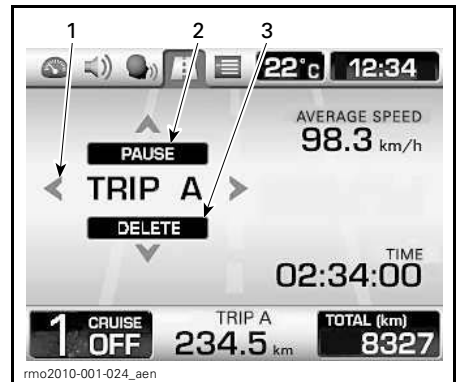 1 2 3
22°c 12:34
AVERAGE SPEED
98.3 km/h
PAUSE
TRIP A
DELETE
TIME
02:34:00
1 CRUISE OFF
TRIP A
234.5 km
TOTAL (km)
8327
rmo2010-001-024_aen